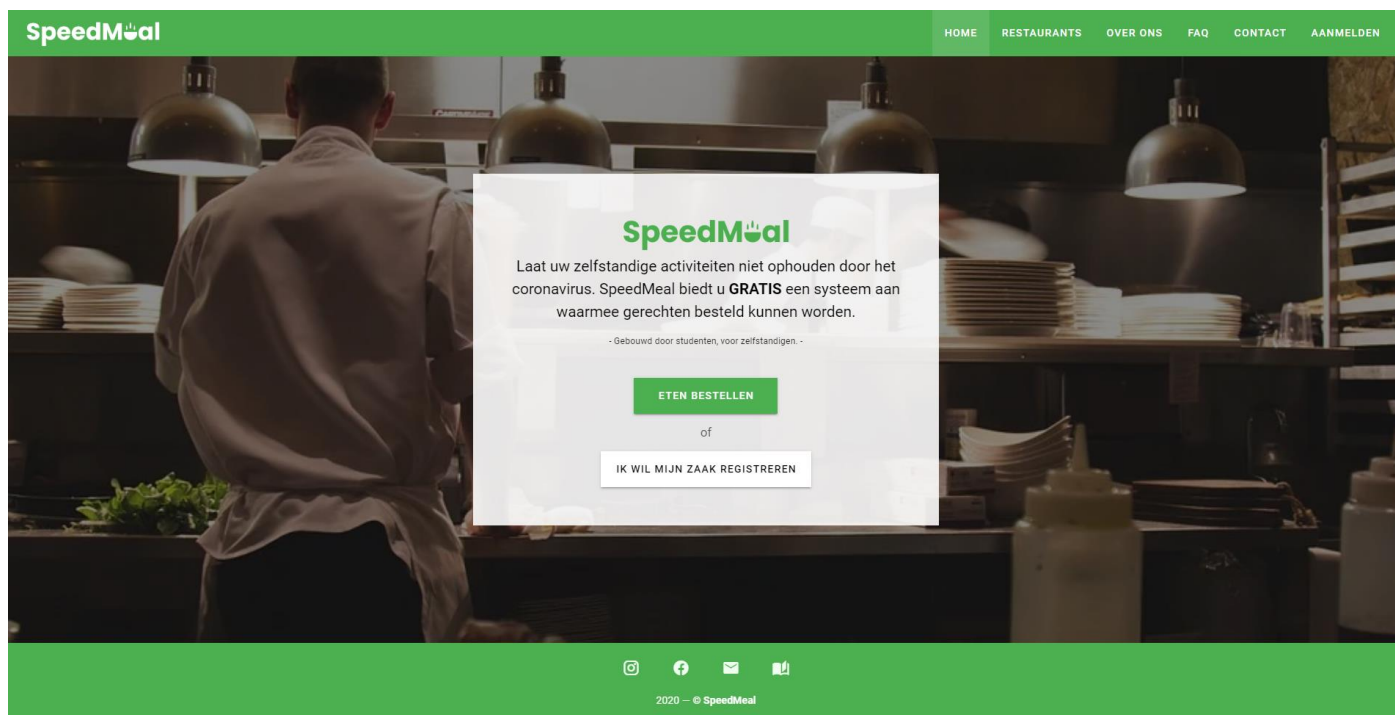 SpeedMeal
HOME RESTAURANTS OVER ONS FAQ CONTACT AANMELDEN
SpeedMeal
Laat uw zelfstandige activiteiten niet ophouden door het
coronavirus. SpeedMeal biedt u GRATIS een systeem aan
waarmee gerechten besteld kunnen worden.
- Gebouwd door studenten, voor zelfstandigen. -
ETEN BESTELLEN
of
IK WIL MIJN ZAAK REGISTREREN
2020 — © SpeedMeal